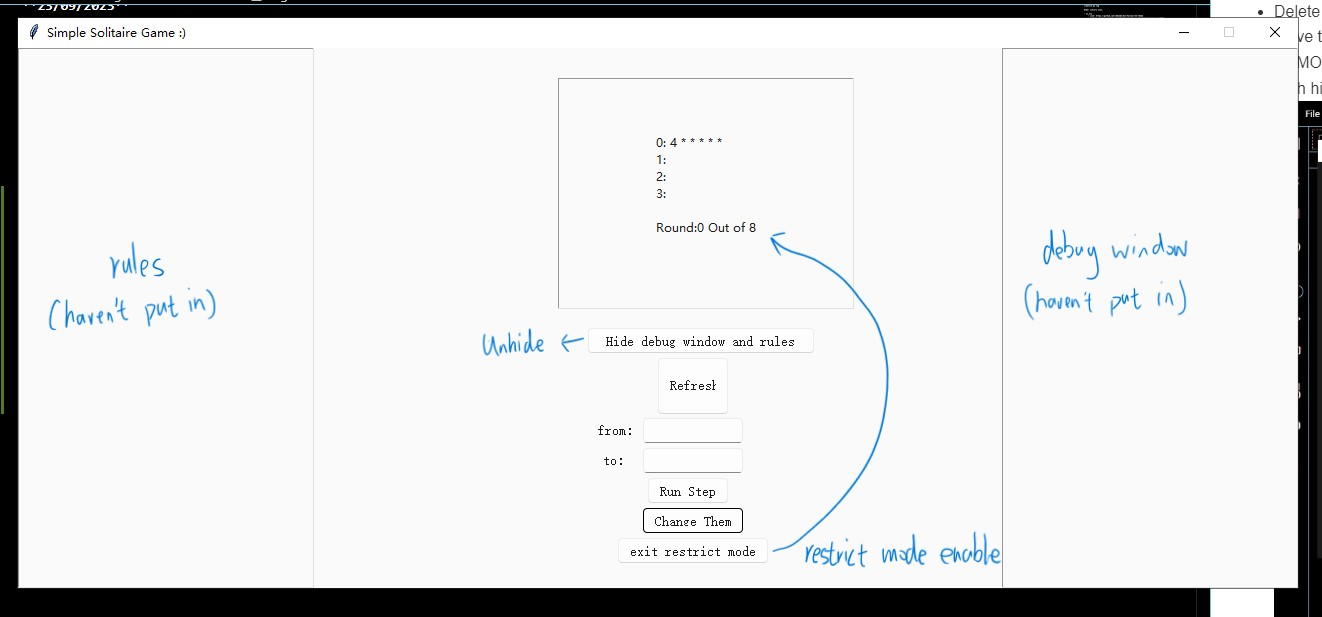 **23/09/2023**
Delete
Simple Solitaire Game :)
ve t
MO
h hi
File
0: 4 * * * * *
1:
2:
3:
Round:0 Out of 8
rules
(haven't put in)
debug window
(haven't put in)
Unhide ← Hide debug window and rules
Refresh
from:
to:
Run Step
Change Them
exit restrict mode
restrict mode enable